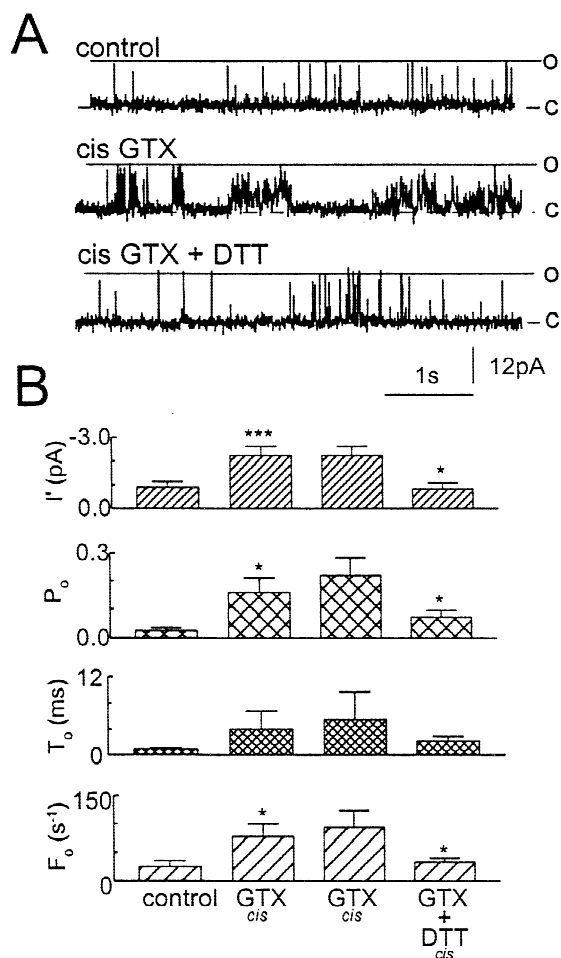 A
control
O
C
cis GTX
O
C
cis GTX + DTT
O
C
1s
12pA
B
-3.0
I' (pA)
0.0
***
*
0.3
Po
0.0
*
*
12
To (ms)
0
150
Fo (s-1)
0
*
*
control
GTX cis
GTX cis
GTX + DTT cis